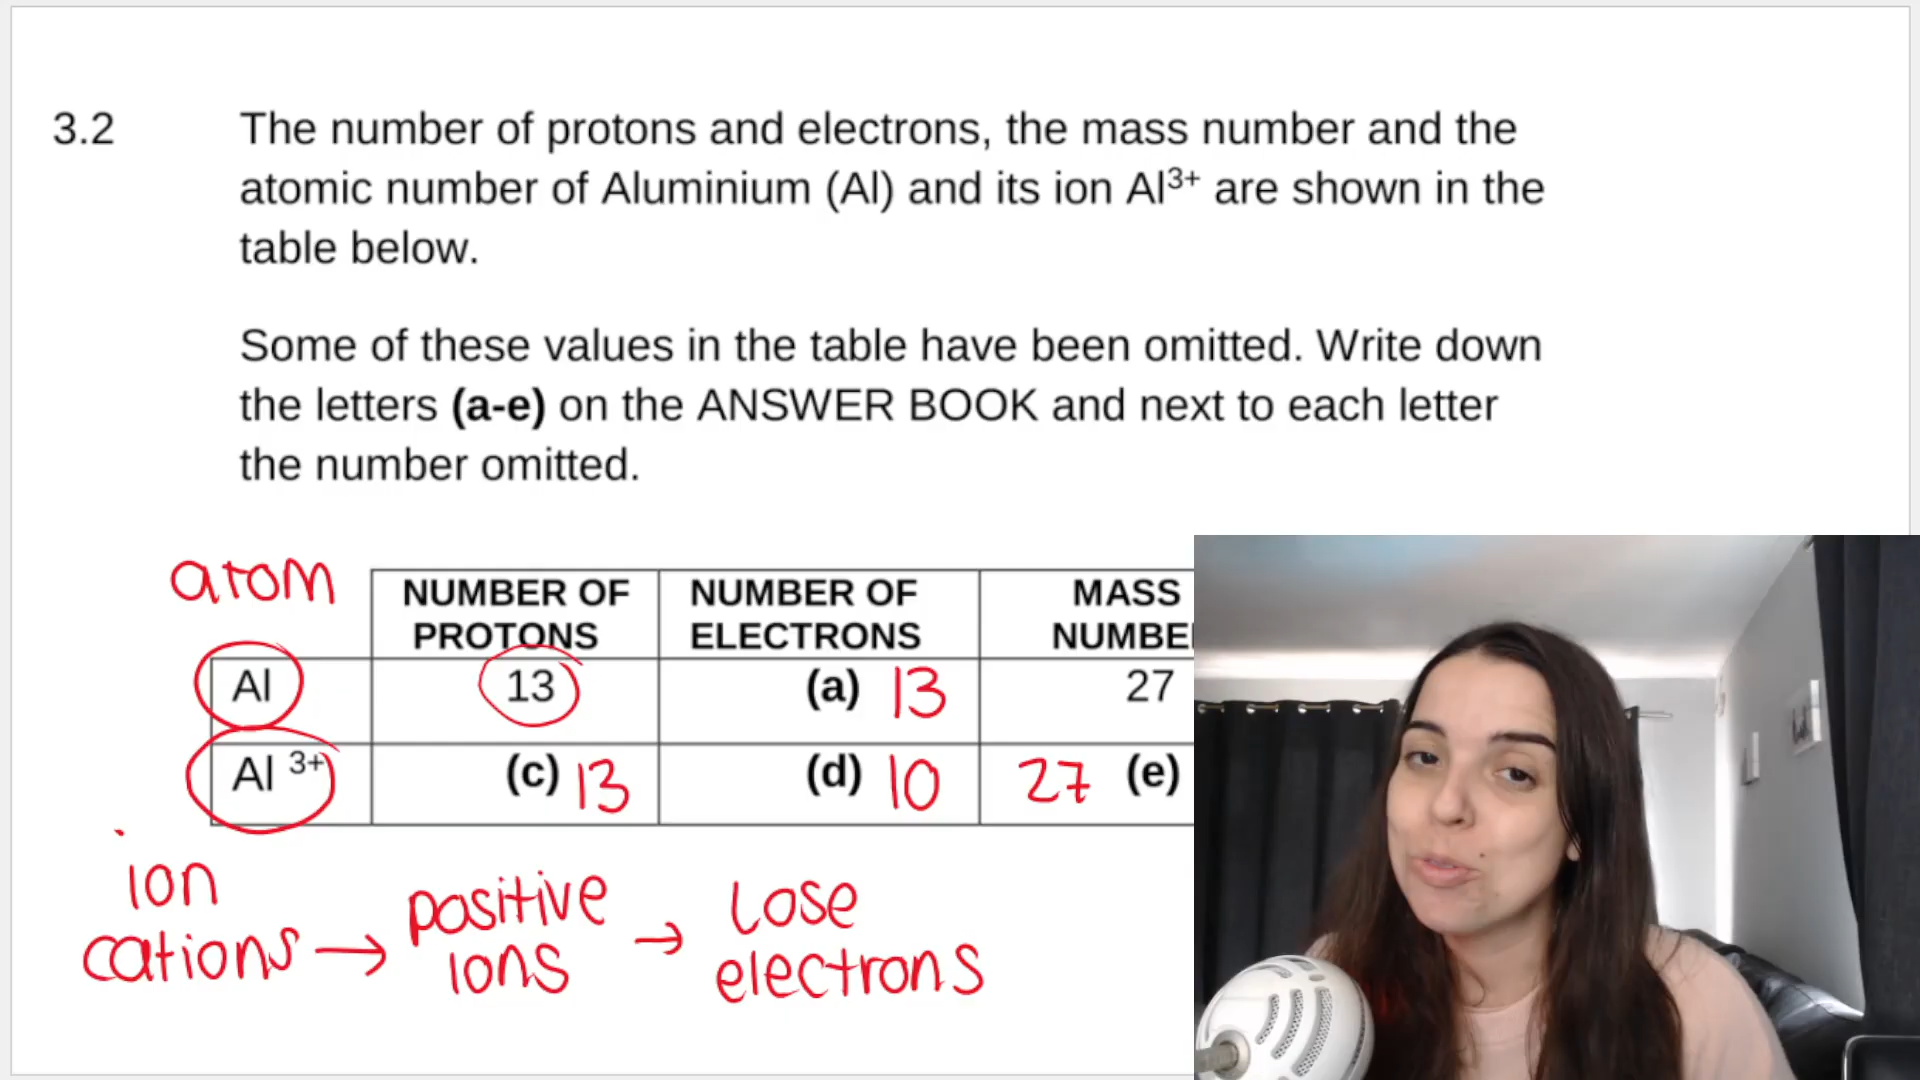 3.2 The number of protons and electrons, the mass number and the
atomic number of Aluminium (Al) and its ion Al³⁺ are shown in the
table below.
Some of these values in the table have been omitted. Write down
the letters (a-e) on the ANSWER BOOK and next to each letter
the number omitted.
atom
NUMBER OF PROTONS
NUMBER OF ELECTRONS
MASS NUMBE
Al 13 (a) 13 27
Al 3+ (c) 13 (d) 10 27 (e)
ion
cations → positive ions → Lose electrons